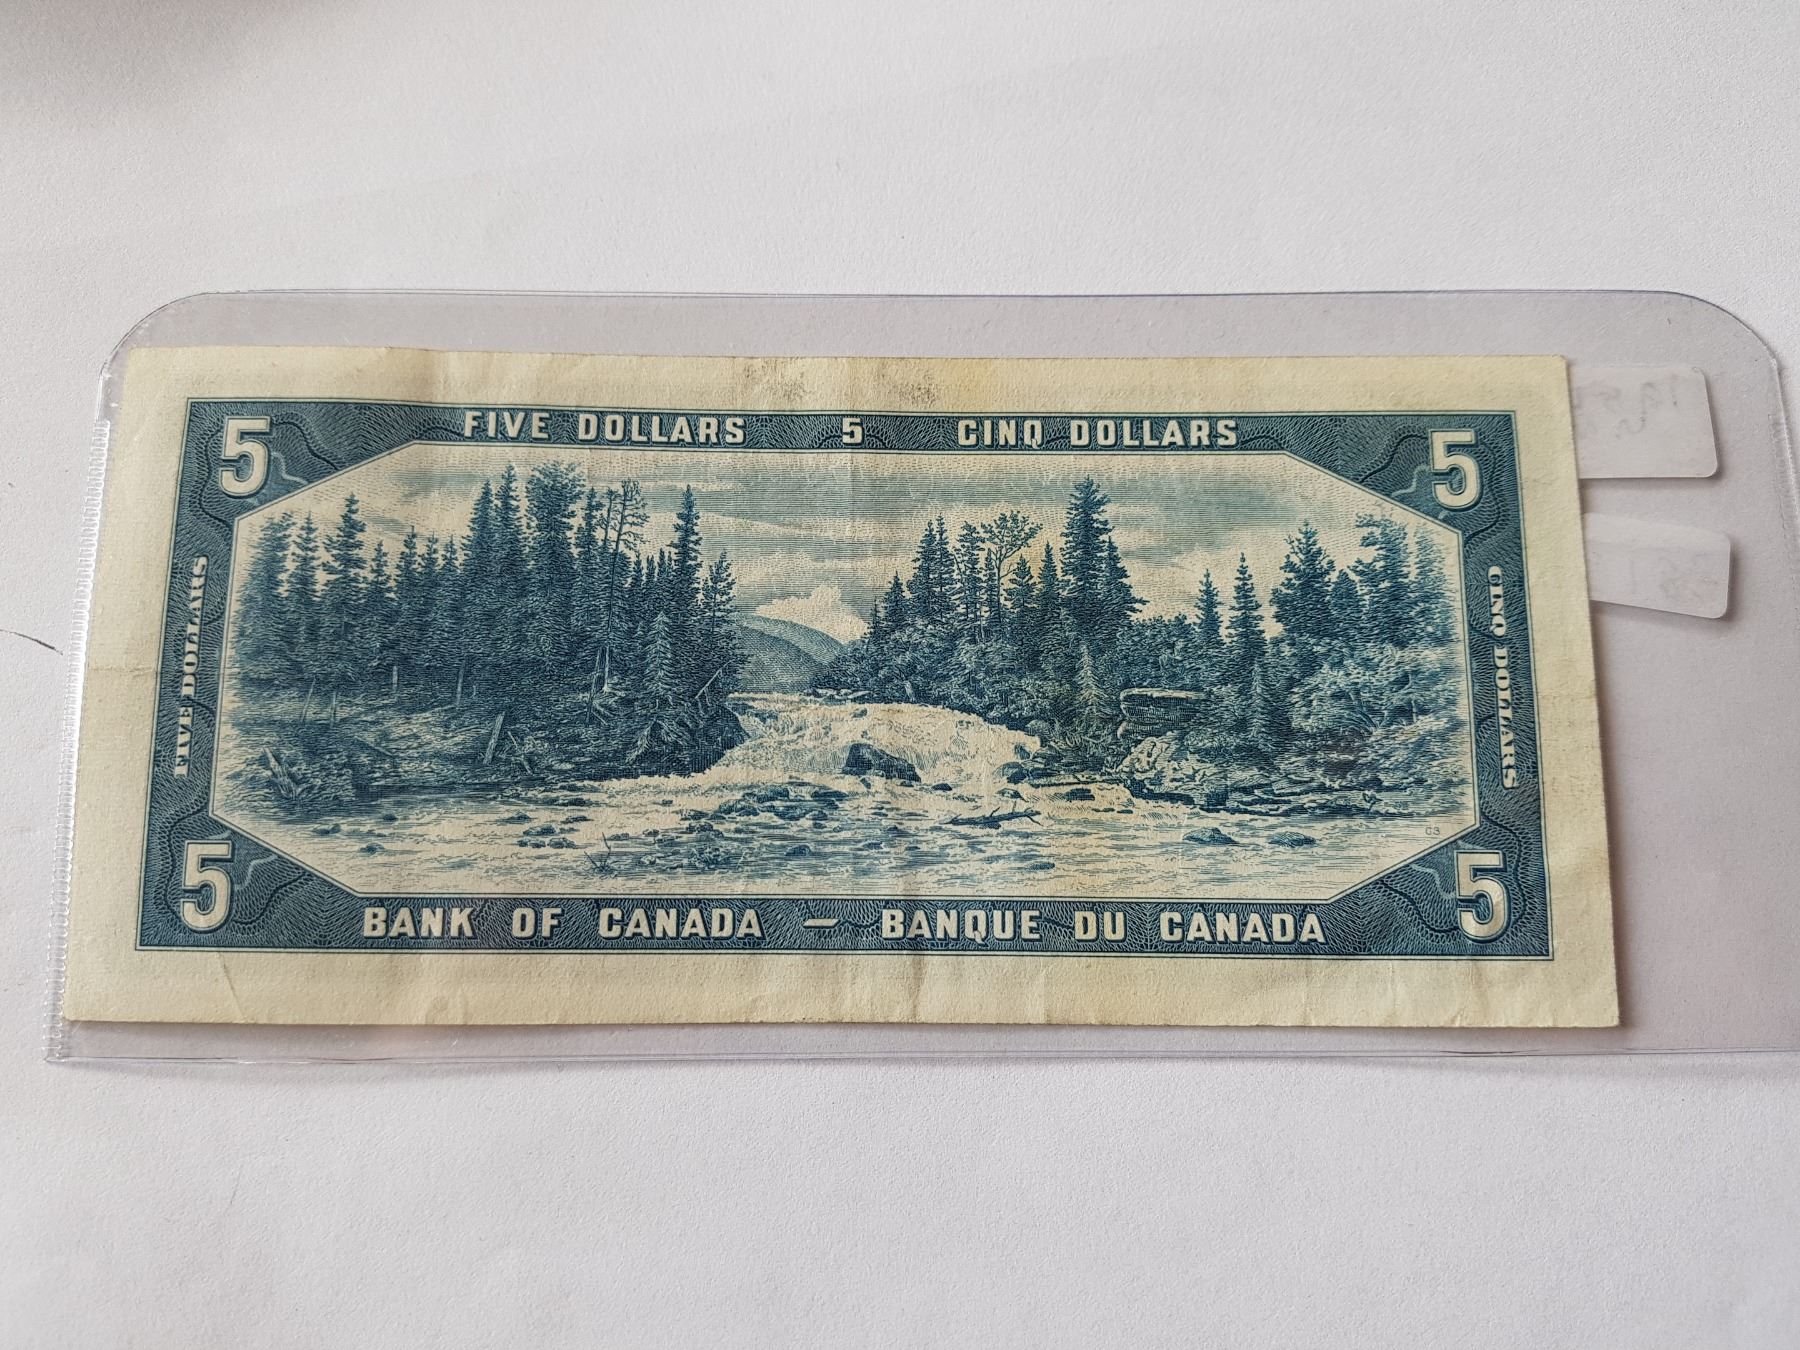 FIVE DOLLARS 5 CINQ DOLLARS
5 5
FIVE DOLLARS
CINQ DOLLARS
5 5
BANK OF CANADA — BANQUE DU CANADA